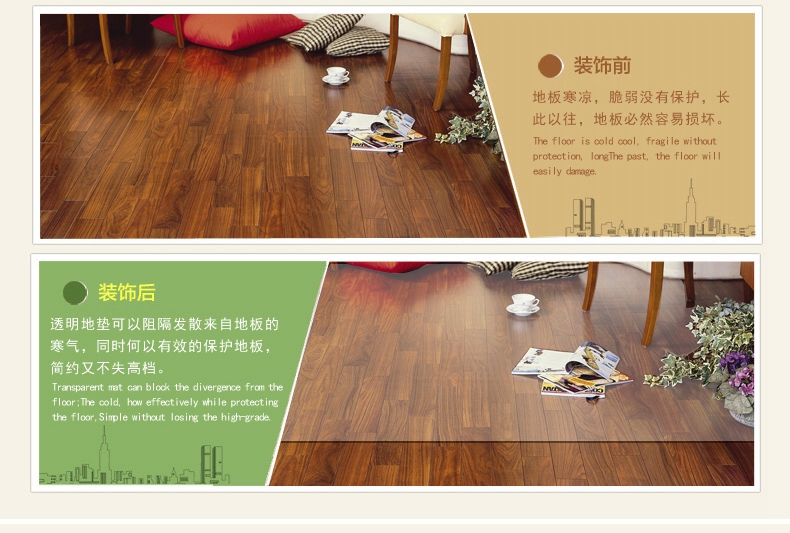 装饰前
地板寒凉，脆弱没有保护，长
此以往，地板必然容易损坏。
The floor is cold cool, fragile without
protection, longThe past, the floor will
easily damage.
装饰后
透明地垫可以阻隔发散来自地板的
寒气，同时何以有效的保护地板，
简约又不失高档。
Transparent mat can block the divergence from the
floor;The cold, how effectively while protecting
the floor,Simple without losing the high-grade.